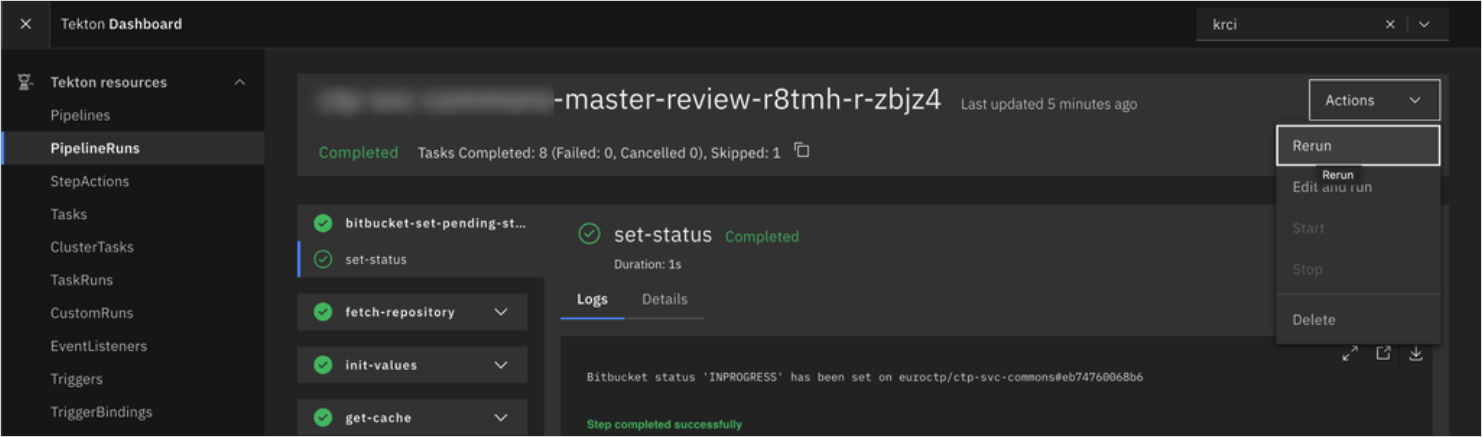 Tekton Dashboard
krci
Tekton resources
Pipelines
PipelineRuns
StepActions
Tasks
ClusterTasks
TaskRuns
CustomRuns
EventListeners
Triggers
TriggerBindings
-master-review-r8tmh-r-zbjz4 Last updated 5 minutes ago
Completed Tasks Completed: 8 (Failed: 0, Cancelled 0), Skipped: 1
Actions
Rerun
Rerun
Edit and run
Start
Stop
Delete
bitbucket-set-pending-st...
set-status
fetch-repository
init-values
get-cache
set-status Completed
Duration: 1s
Logs Details
Bitbucket status 'INPROGRESS' has been set on euroctp/ctp-svc-commons#eb74760068b6
Step completed successfully